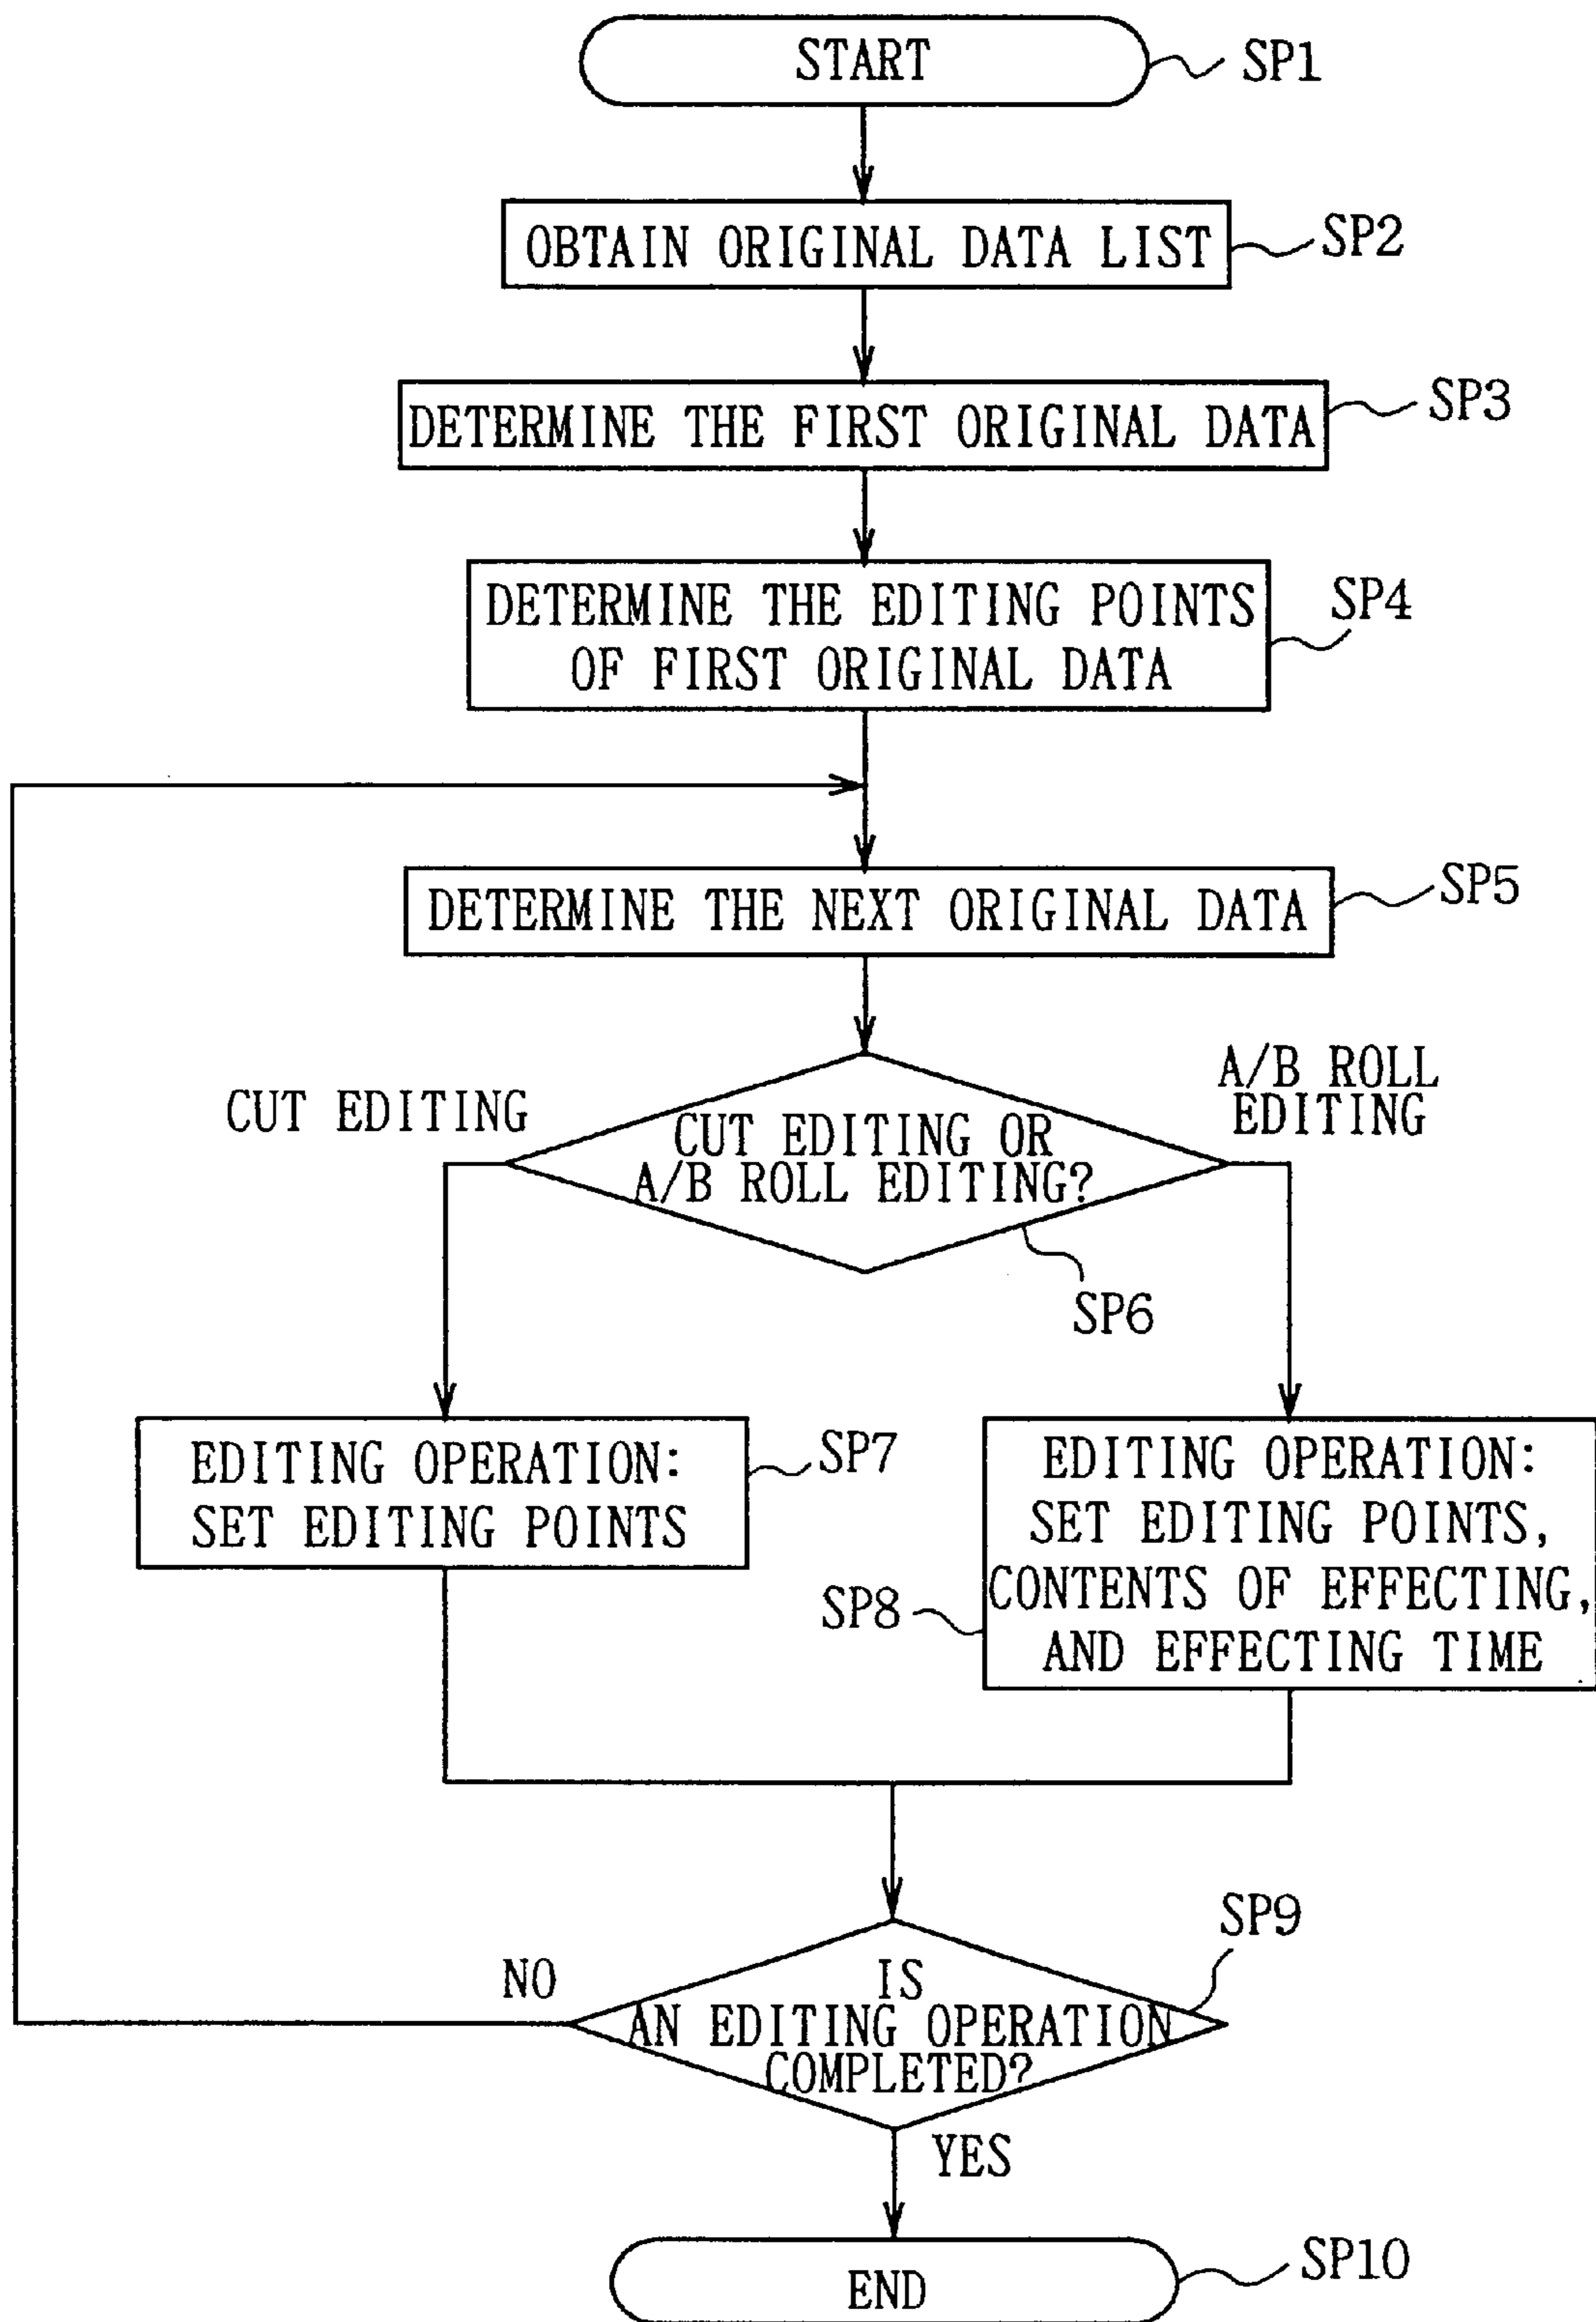 START
SP1
OBTAIN ORIGINAL DATA LIST
SP2
DETERMINE THE FIRST ORIGINAL DATA
SP3
DETERMINE THE EDITING POINTS
OF FIRST ORIGINAL DATA
SP4
DETERMINE THE NEXT ORIGINAL DATA
SP5
CUT EDITING
CUT EDITING OR
A/B ROLL EDITING?
A/B ROLL
EDITING
SP6
EDITING OPERATION:
SET EDITING POINTS
SP7
EDITING OPERATION:
SET EDITING POINTS,
CONTENTS OF EFFECTING,
AND EFFECTING TIME
SP8
SP9
NO
IS
AN EDITING OPERATION
COMPLETED?
YES
END
SP10